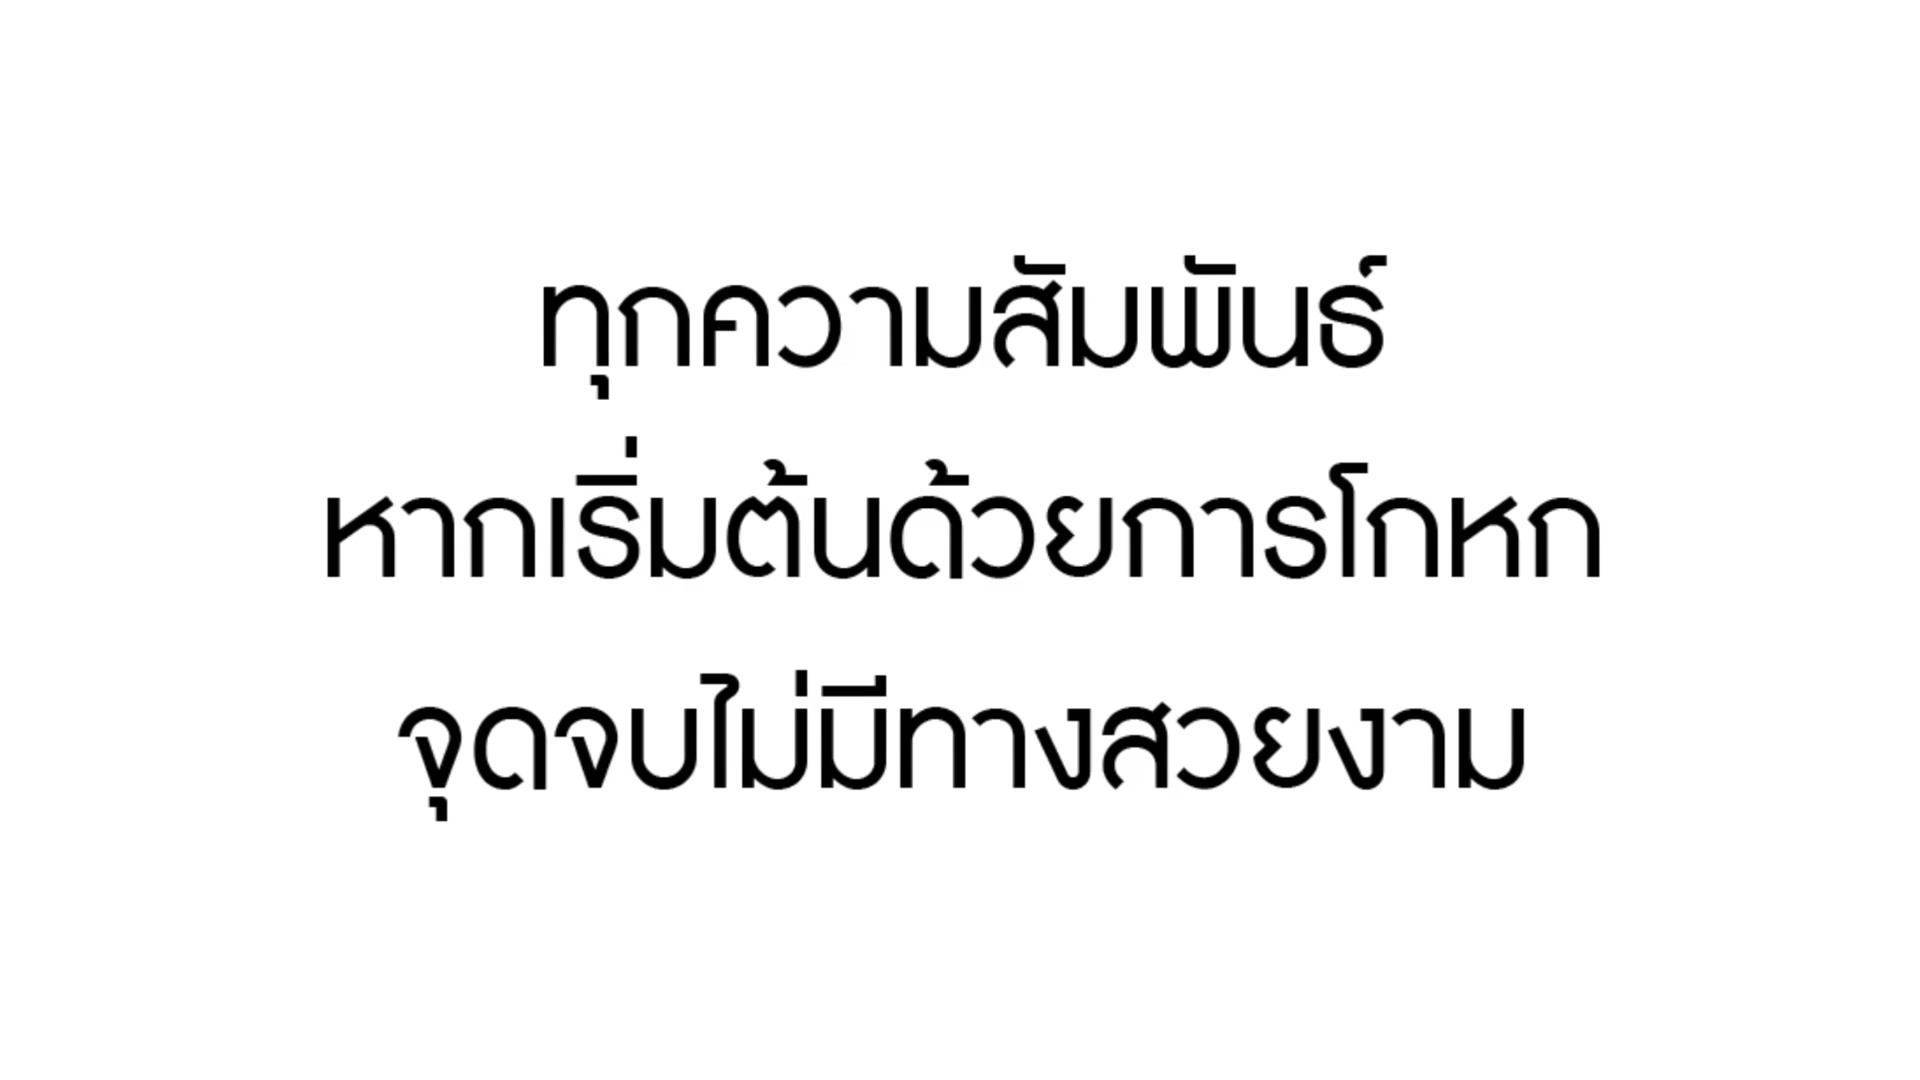 ทุกความสัมพันธ์
หากเริ่มต้นด้วยการโกหก
จุดจบไม่มีทางสวยงาม